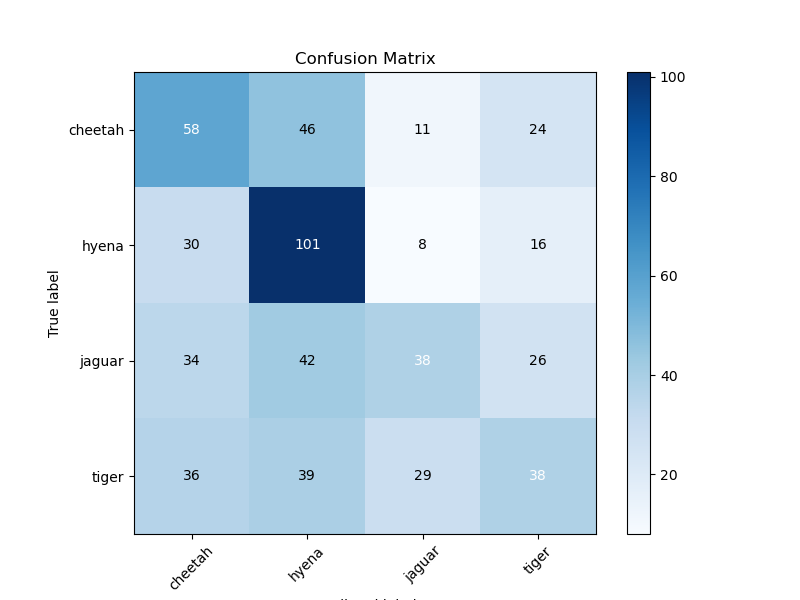 Confusion Matrix
cheetah 58 46 11 24
hyena 30 101 8 16
jaguar 34 42 38 26
tiger 36 39 29 38
cheetah hyena jaguar tiger
True label
100
80
60
40
20